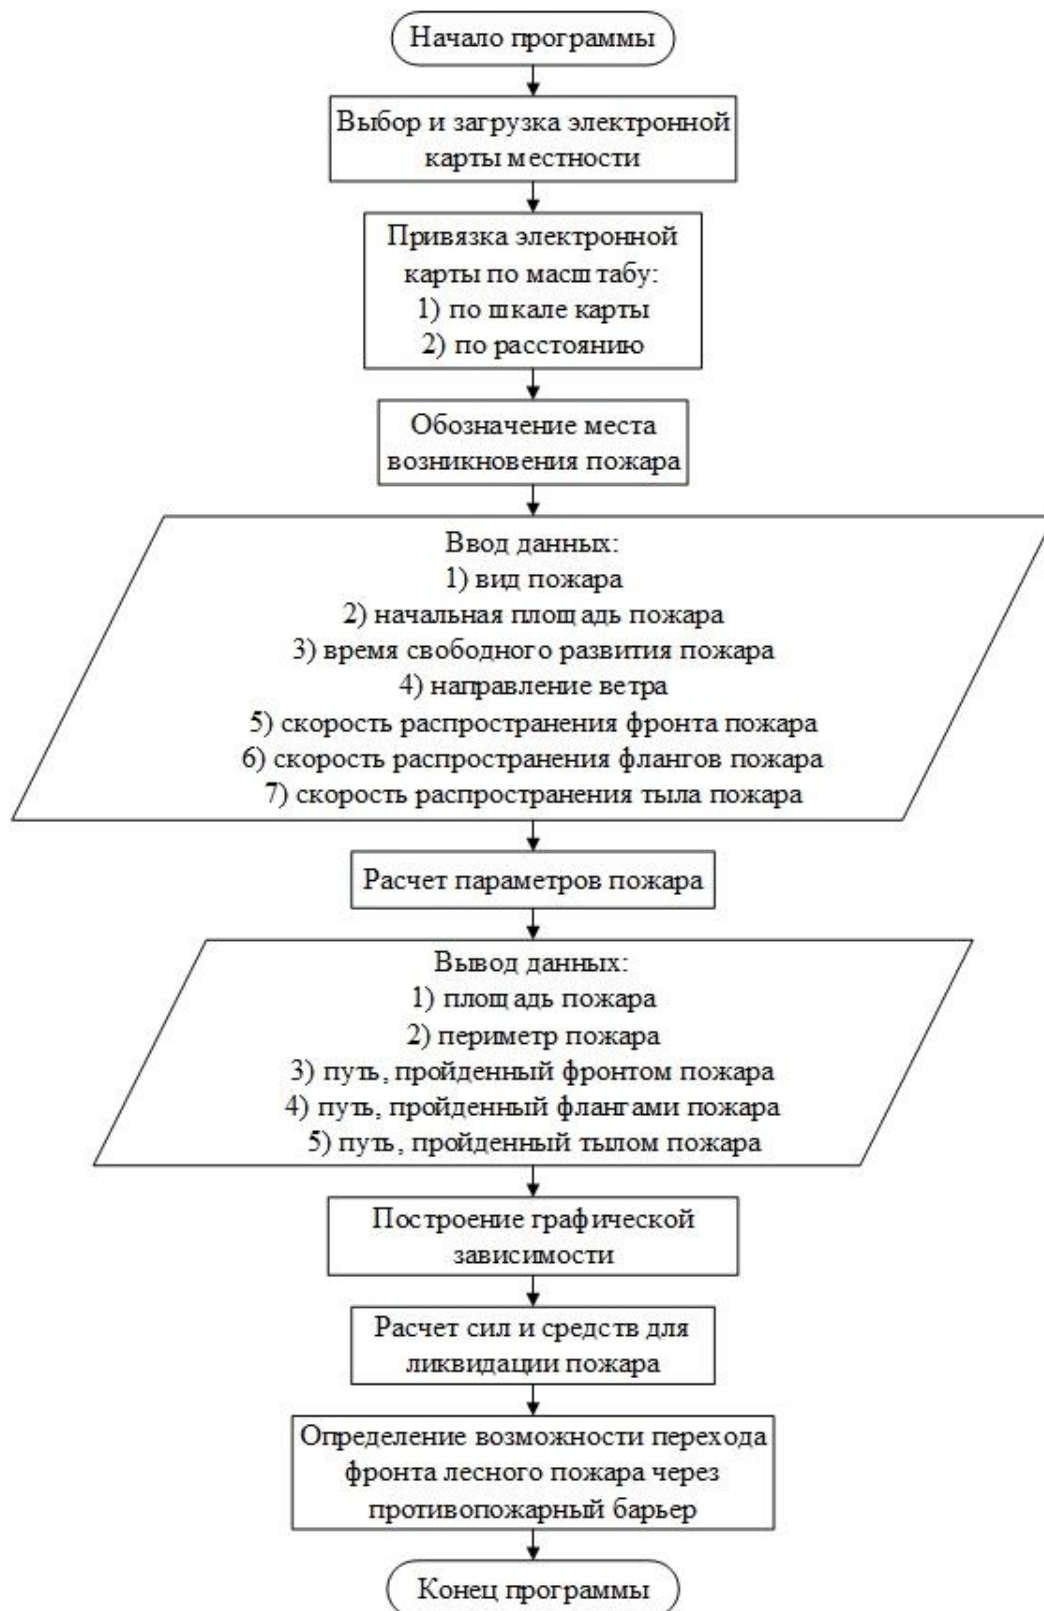 Начало программы
Выбор и загрузка электронной
карты местности
Привязка электронной
карты по масштабу:
1) по шкале карты
2) по расстоянию
Обозначение места
возникновения пожара
Ввод данных:
1) вид пожара
2) начальная площадь пожара
3) время свободного развития пожара
4) направление ветра
5) скорость распространения фронта пожара
6) скорость распространения флангов пожара
7) скорость распространения тыла пожара
Расчет параметров пожара
Вывод данных:
1) площадь пожара
2) периметр пожара
3) путь, пройденный фронтом пожара
4) путь, пройденный флангами пожара
5) путь, пройденный тылом пожара
Построение графической
зависимости
Расчет сил и средств для
ликвидации пожара
Определение возможности перехода
фронта лесного пожара через
противопожарный барьер
Конец программы